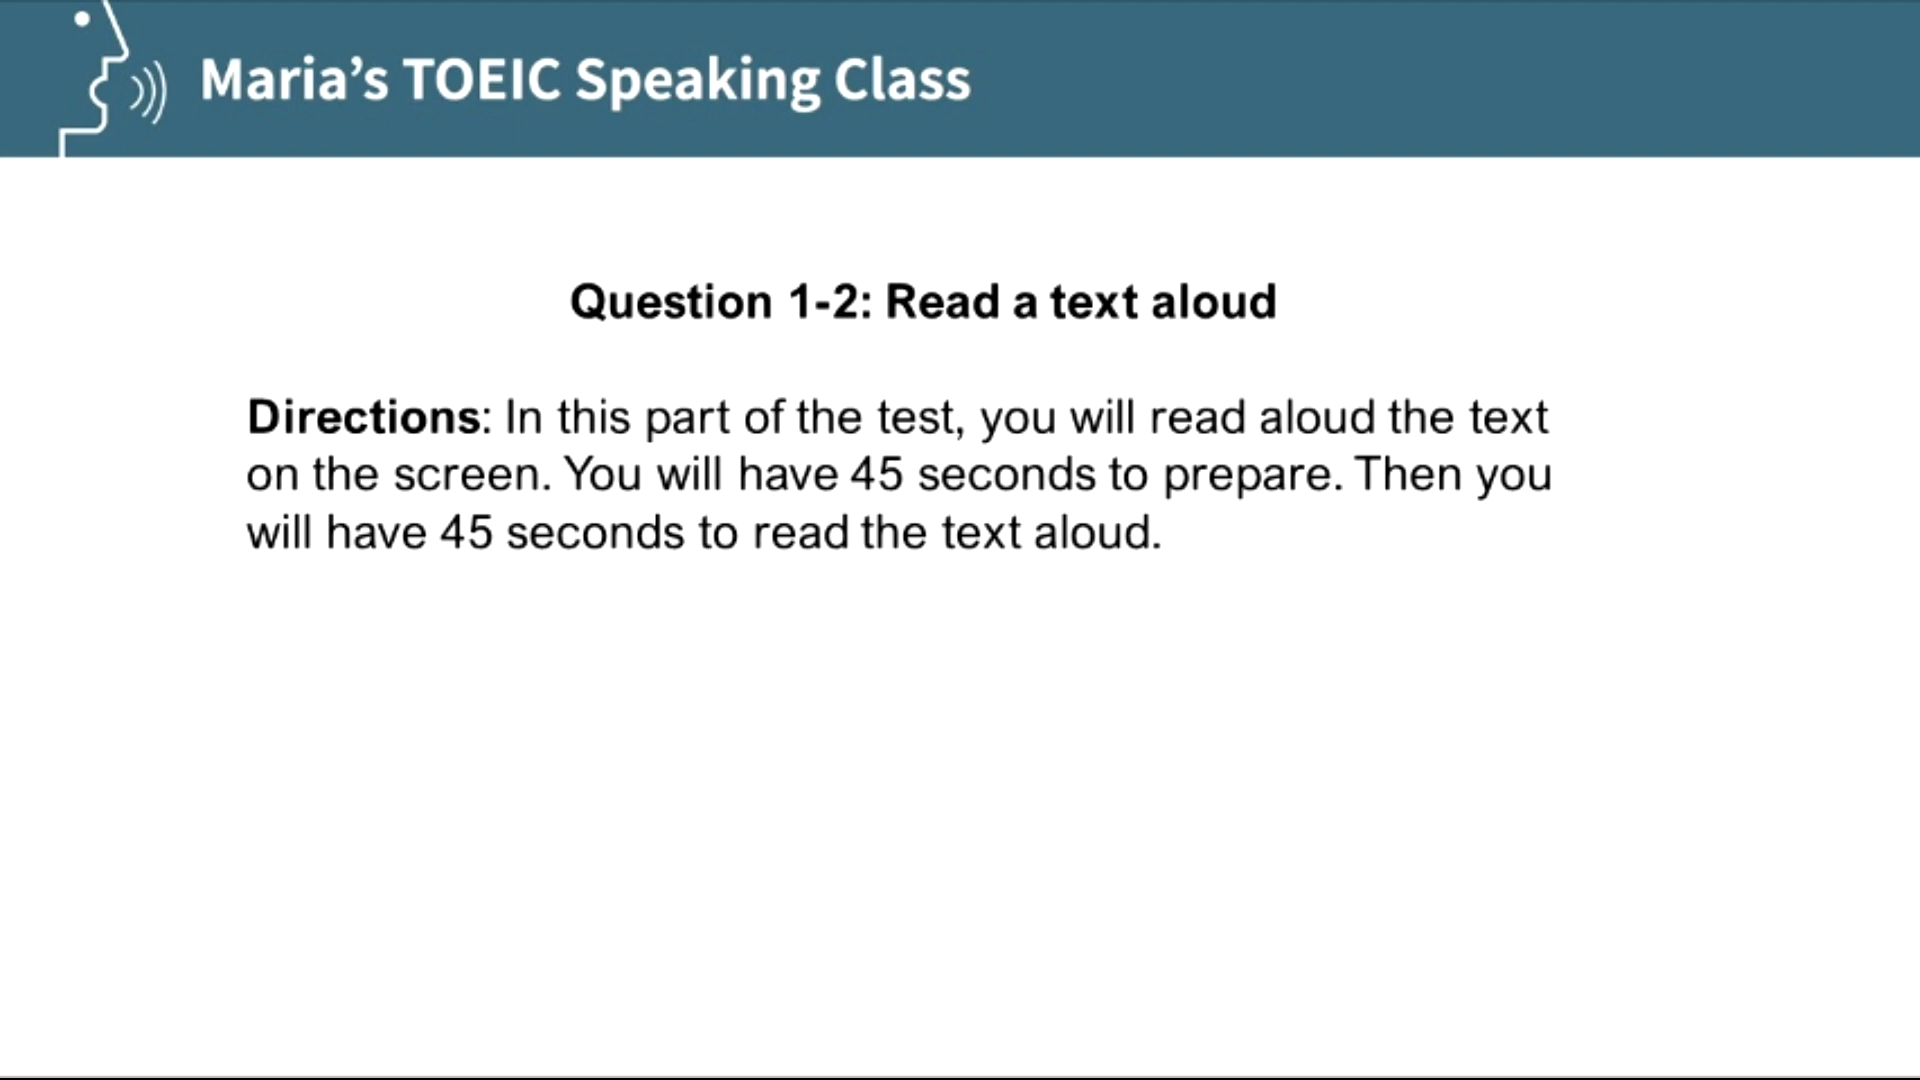 Maria’s TOEIC Speaking Class
Question 1-2: Read a text aloud
Directions: In this part of the test, you will read aloud the text
on the screen. You will have 45 seconds to prepare. Then you
will have 45 seconds to read the text aloud.